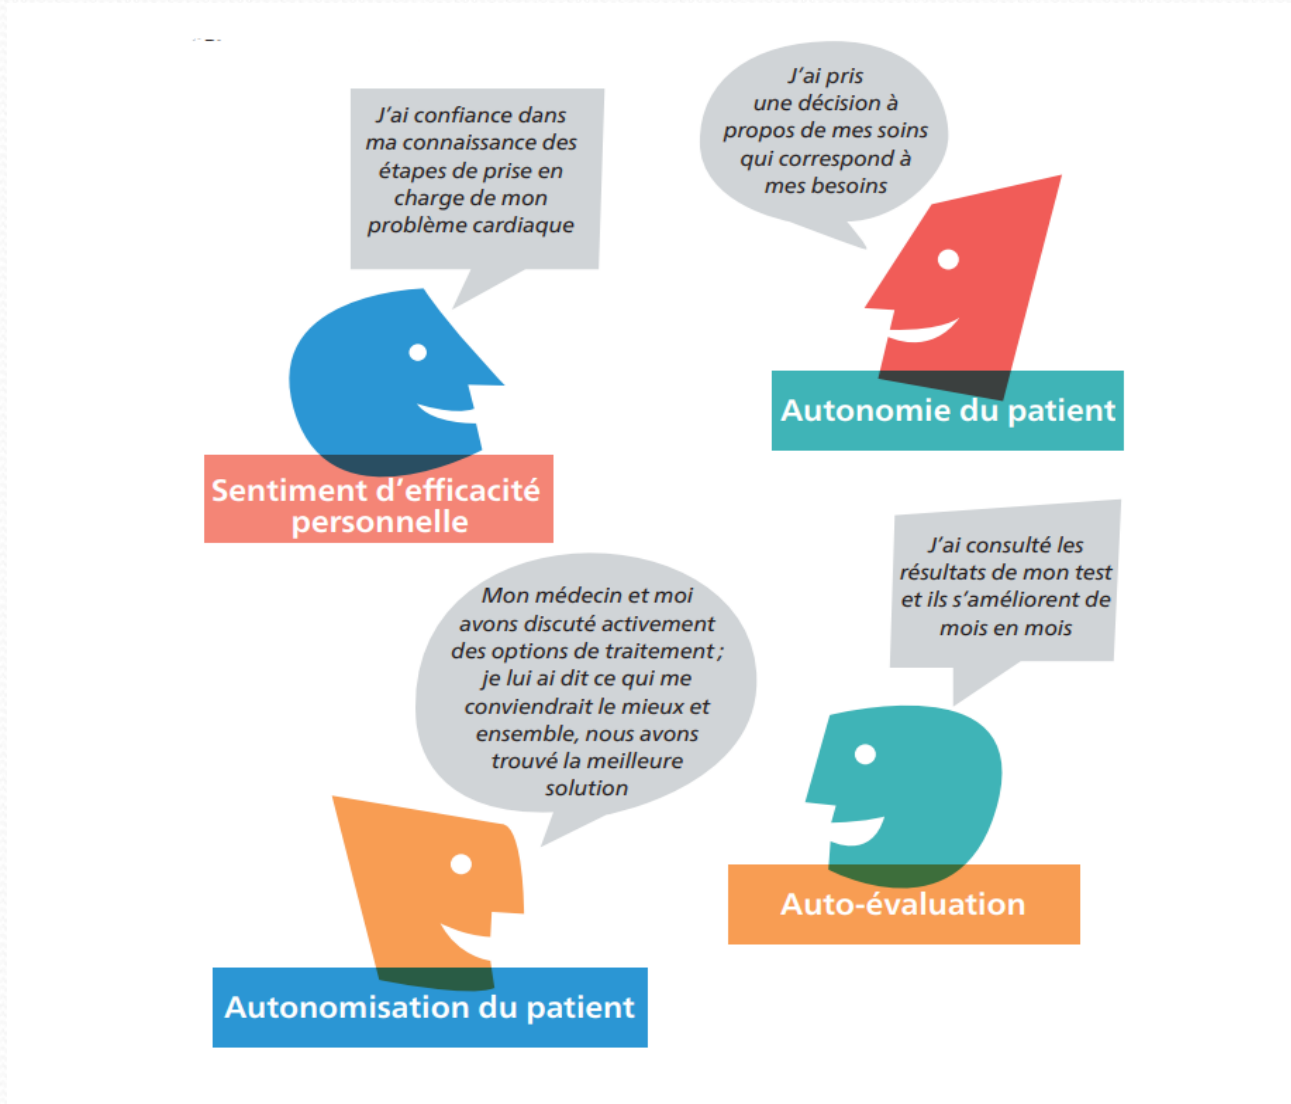 J’ai confiance dans
ma connaissance des
étapes de prise en
charge de mon
problème cardiaque
Sentiment d’efficacité
personnelle
J’ai pris
une décision à
propos de mes soins
qui correspond à
mes besoins
Autonomie du patient
Mon médecin et moi
avons discuté activement
des options de traitement ;
je lui ai dit ce qui me
conviendrait le mieux et
ensemble, nous avons
trouvé la meilleure
solution
Autonomisation du patient
J’ai consulté les
résultats de mon test
et ils s’améliorent de
mois en mois
Auto-évaluation